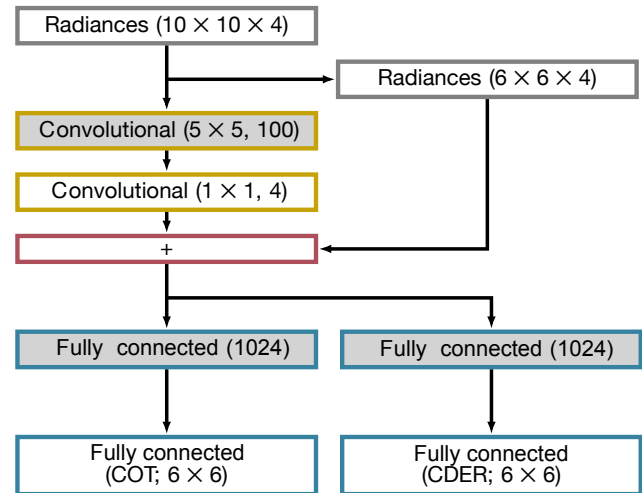 Radiances (10 × 10 × 4)
Radiances (6 × 6 × 4)
Convolutional (5 × 5, 100)
Convolutional (1 × 1, 4)
+
Fully connected (1024)
Fully connected (1024)
Fully connected
(COT; 6 × 6)
Fully connected
(CDER; 6 × 6)